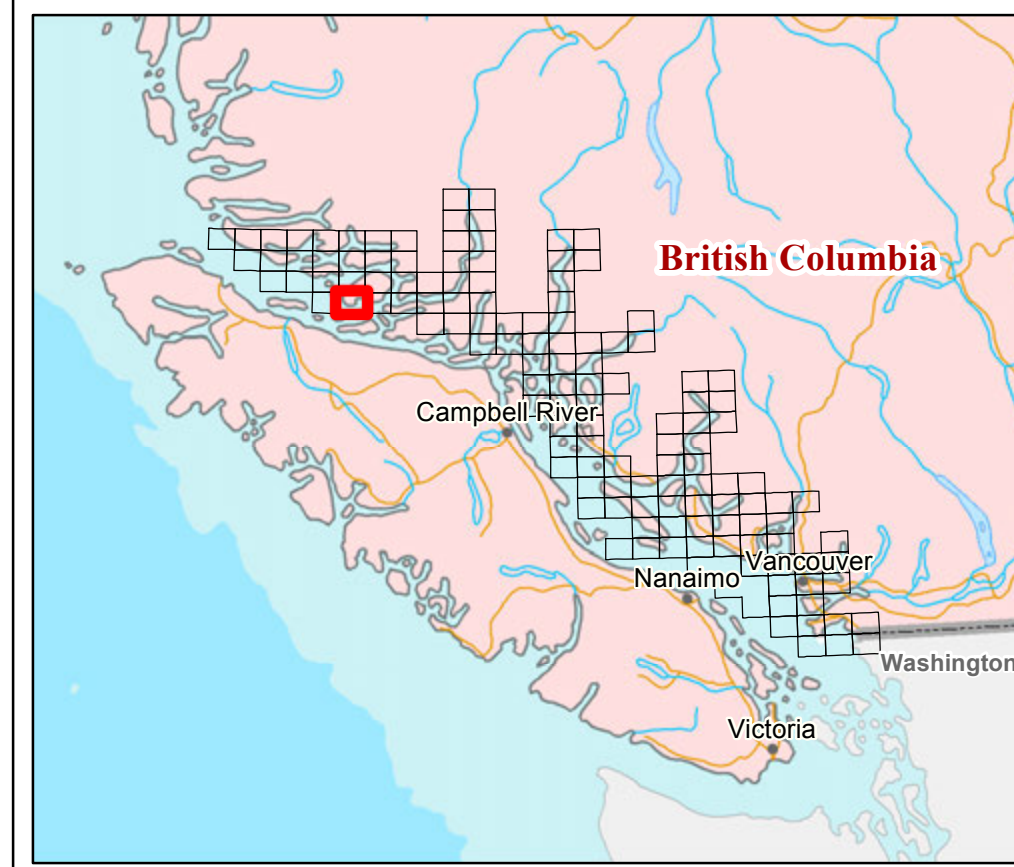 British Columbia
Campbell River
Vancouver
Nanaimo
Washington
Victoria